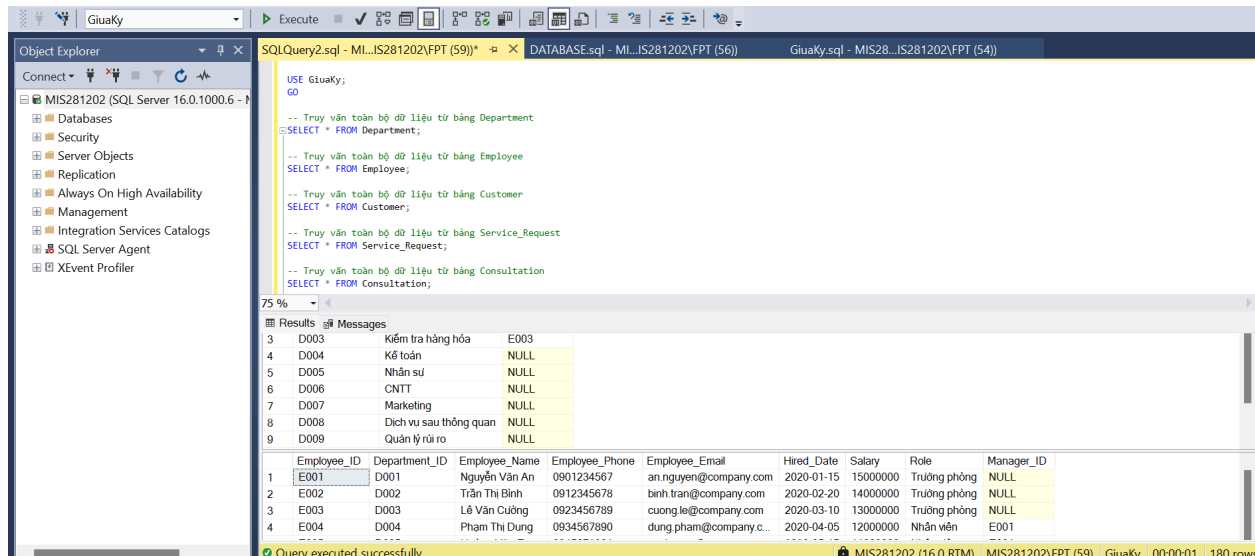 GiuaKy
Execute
Object Explorer
SQLQuery2.sql - MI...IS281202\FPT (59))*
DATABASE.sql - MI...IS281202\FPT (56))
GiuaKy.sql - MS28...IS281202\FPT (54))
Connect
MIS281202 (SQL Server 16.0.1000.6 - M
Databases
Security
Server Objects
Replication
Always On High Availability
Management
Integration Services Catalogs
SQL Server Agent
XEvent Profiler
USE GiuaKy;
GO
-- Truy vấn toàn bộ dữ liệu từ bảng Department
SELECT * FROM Department;
-- Truy vấn toàn bộ dữ liệu từ bảng Employee
SELECT * FROM Employee;
-- Truy vấn toàn bộ dữ liệu từ bảng Customer
SELECT * FROM Customer;
-- Truy vấn toàn bộ dữ liệu từ bảng Service_Request
SELECT * FROM Service_Request;
-- Truy vấn toàn bộ dữ liệu từ bảng Consultation
SELECT * FROM Consultation;
75 %
Results Messages
3 D003 Kiểm tra hàng hóa E003
4 D004 Kế toán NULL
5 D005 Nhân sự NULL
6 D006 CNTT NULL
7 D007 Marketing NULL
8 D008 Dịch vụ sau thông quan NULL
9 D009 Quản lý rủi ro NULL
Employee_ID Department_ID Employee_Name Employee_Phone Employee_Email Hired_Date Salary Role Manager_ID
1 E001 D001 Nguyễn Văn An 0901234567 an.nguyen@company.com 2020-01-15 15000000 Trưởng phòng NULL
2 E002 D002 Trần Thị Bình 0912345678 binh.tran@company.com 2020-02-20 14000000 Trưởng phòng NULL
3 E003 D003 Lê Văn Cường 0923456789 cuong.le@company.com 2020-03-10 13000000 Trưởng phòng NULL
4 E004 D004 Phạm Thị Dung 0934567890 dung.pham@company.c... 2020-04-05 12000000 Nhân viên E001
Query executed successfully
MIS281202 (16.0 RTM) MIS281202\FPT (59) GiuaKy 00:00:01 180 rows